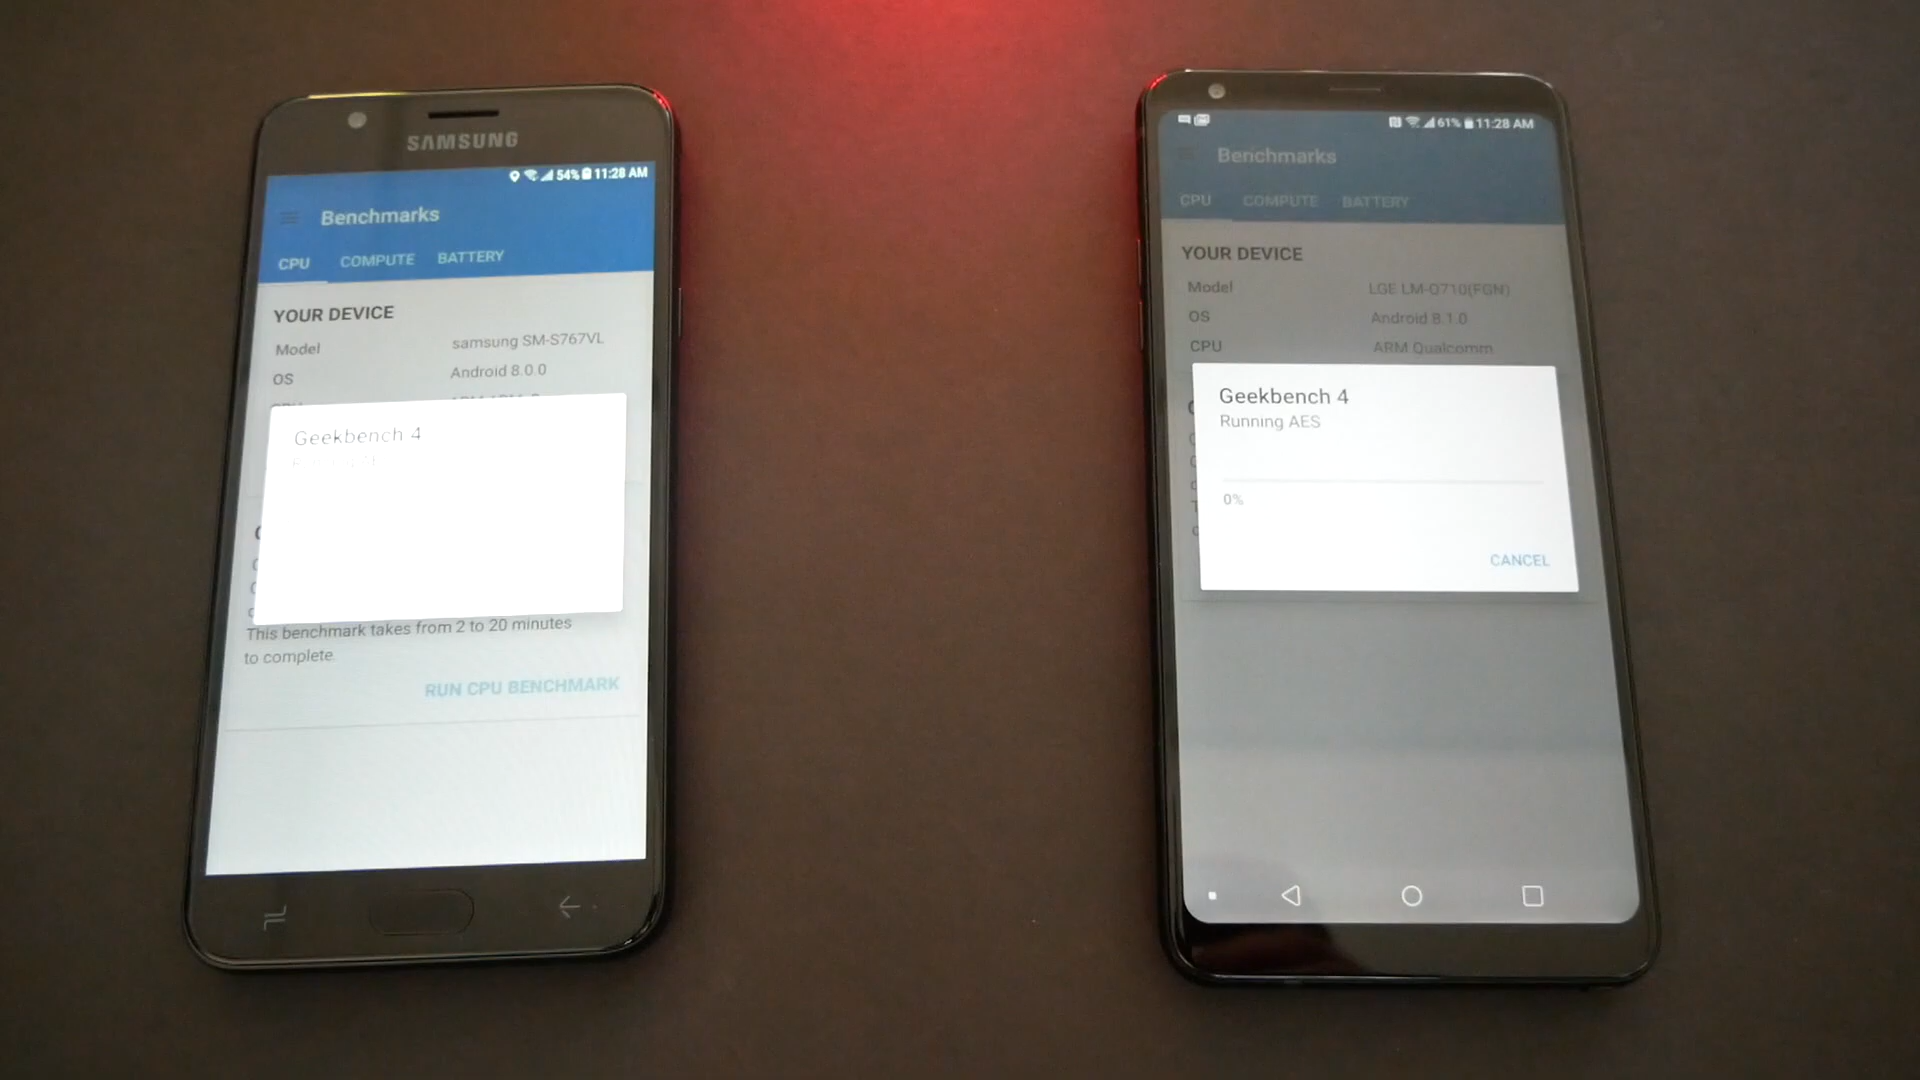 SAMSUNG
54% 11:28 AM
Benchmarks
CPU COMPUTE BATTERY
YOUR DEVICE
Model samsung SM-S767VL
OS Android 8.0.0
Geekbench 4
This benchmark takes from 2 to 20 minutes
to complete.
RUN CPU BENCHMARK
61% 11:28 AM
Benchmarks
CPU COMPUTE BATTERY
YOUR DEVICE
Model LGE LM-Q710(FGN)
OS Android 8.1.0
CPU ARM Qualcomm
Geekbench 4
Running AES
0%
CANCEL